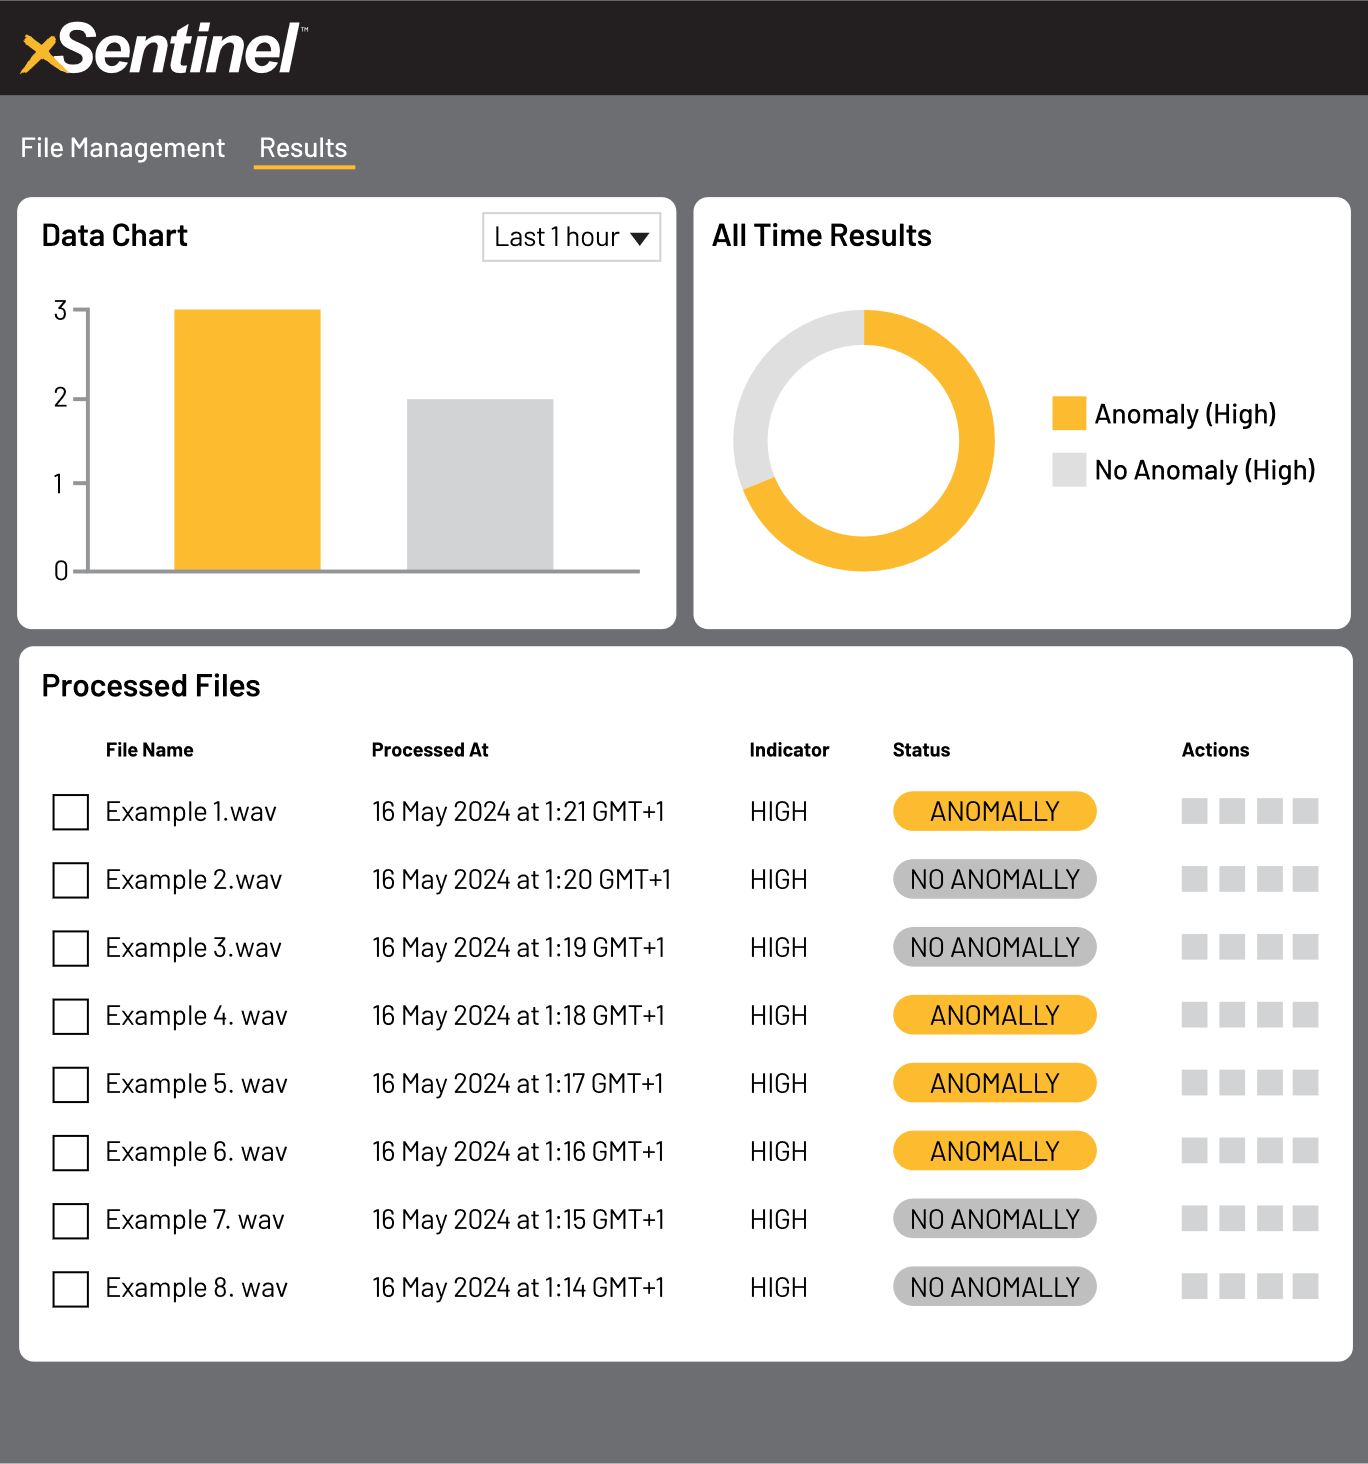 xSentinel™
File Management Results
Data Chart
Last 1 hour
3
2
1
0
All Time Results
Anomaly (High)
No Anomaly (High)
Processed Files
File Name Processed At Indicator Status Actions
Example 1.wav 16 May 2024 at 1:21 GMT+1 HIGH ANOMALLY
Example 2.wav 16 May 2024 at 1:20 GMT+1 HIGH NO ANOMALLY
Example 3.wav 16 May 2024 at 1:19 GMT+1 HIGH NO ANOMALLY
Example 4. wav 16 May 2024 at 1:18 GMT+1 HIGH ANOMALLY
Example 5. wav 16 May 2024 at 1:17 GMT+1 HIGH ANOMALLY
Example 6. wav 16 May 2024 at 1:16 GMT+1 HIGH ANOMALLY
Example 7. wav 16 May 2024 at 1:15 GMT+1 HIGH NO ANOMALLY
Example 8. wav 16 May 2024 at 1:14 GMT+1 HIGH NO ANOMALLY